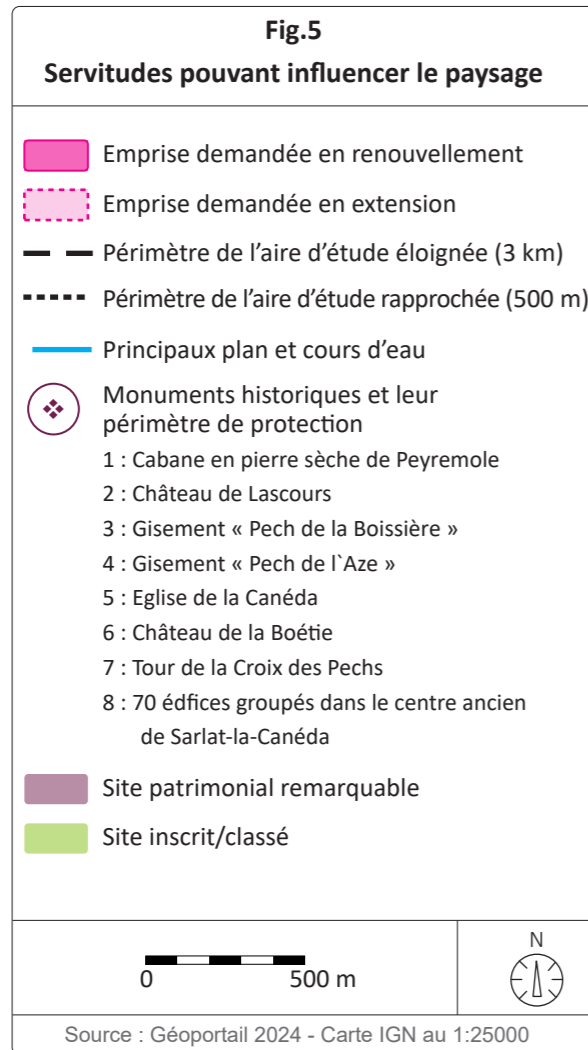 Fig.5
Servitudes pouvant influencer le paysage
Emprise demandée en renouvellement
Emprise demandée en extension
Périmètre de l’aire d’étude éloignée (3 km)
Périmètre de l’aire d’étude rapprochée (500 m)
Principaux plan et cours d’eau
Monuments historiques et leur
périmètre de protection
1 : Cabane en pierre sèche de Peyremole
2 : Château de Lascours
3 : Gisement « Pech de la Boissière »
4 : Gisement « Pech de l`Aze »
5 : Eglise de la Canéda
6 : Château de la Boétie
7 : Tour de la Croix des Pechs
8 : 70 édfices groupés dans le centre ancien
de Sarlat-la-Canéda
Site patrimonial remarquable
Site inscrit/classé
0 500 m
N
Source : Géoportail 2024 - Carte IGN au 1:25000